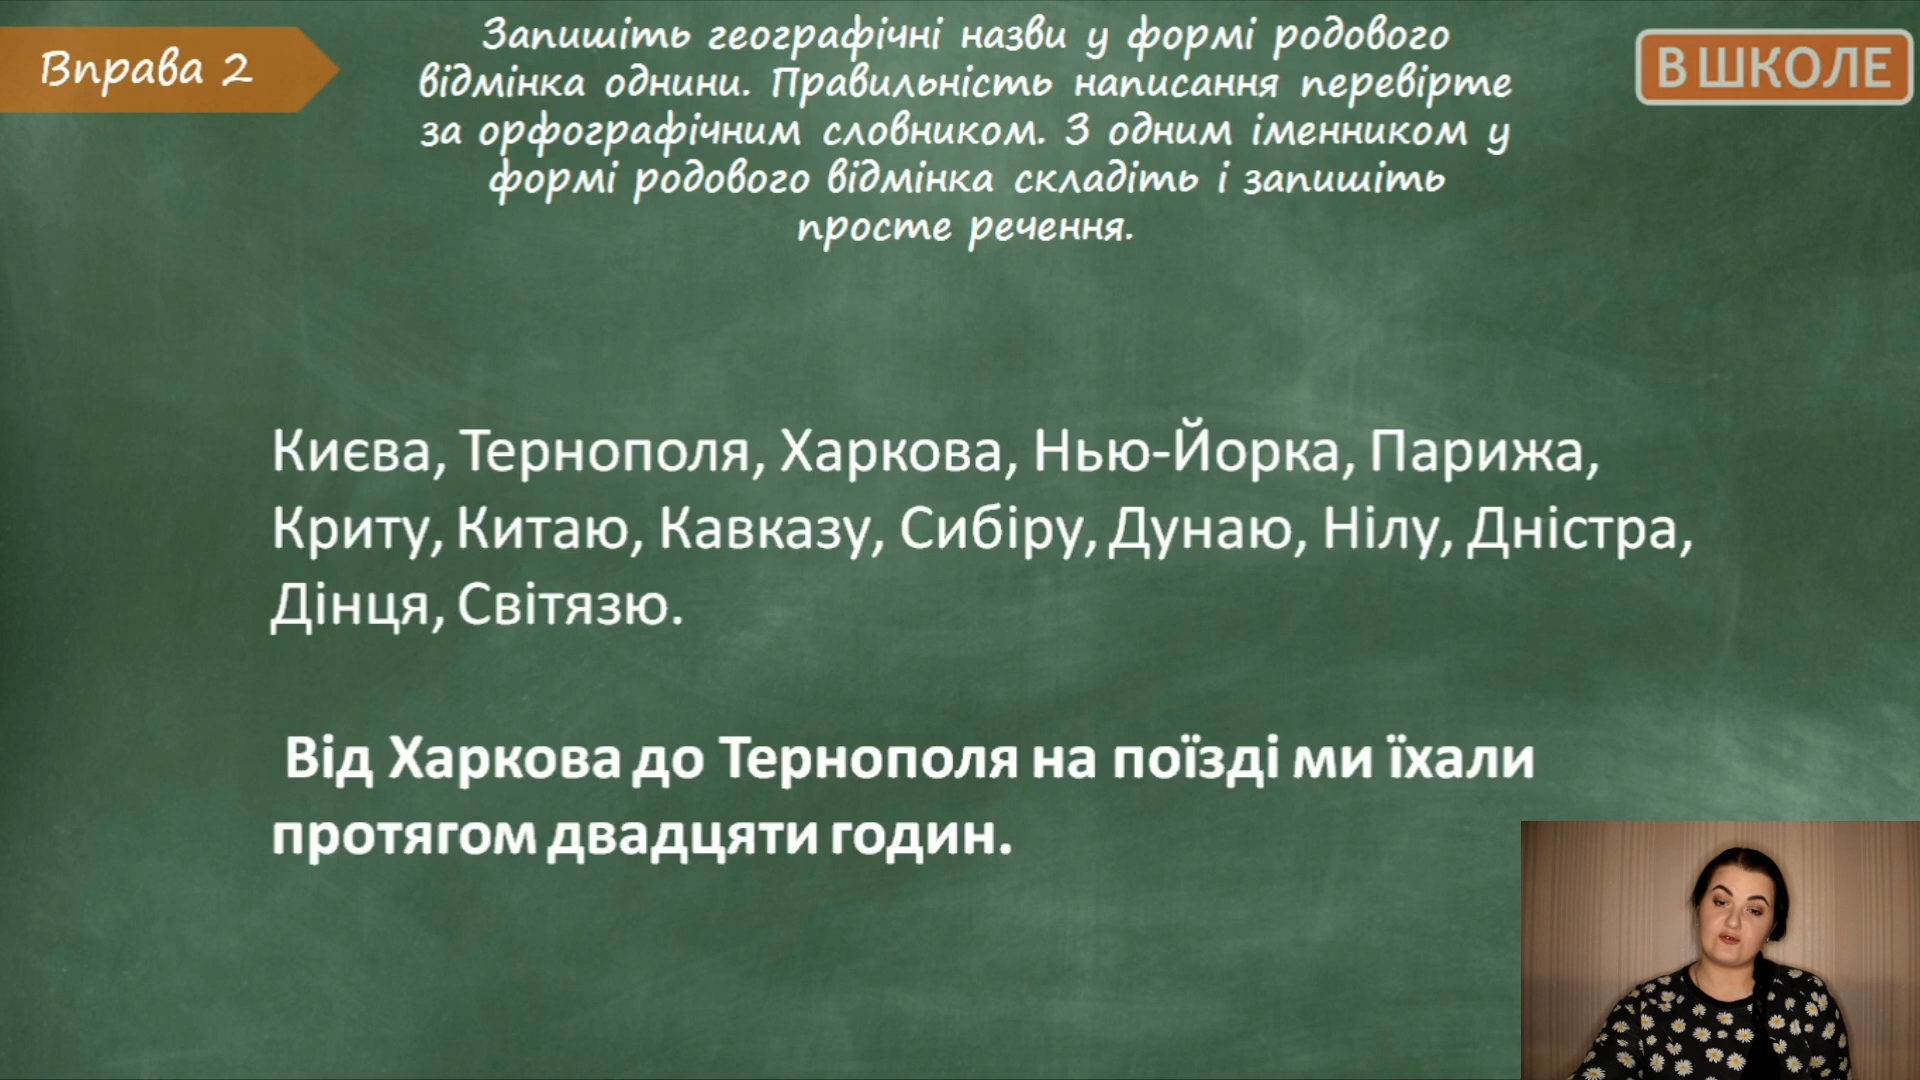 Вправа 2
Запишіть географічні назви у формі родового
відмінка однини. Правильність написання перевірте
за орфографічним словником. З одним іменником у
формі родового відмінка складіть і запишіть
просте речення.
В ШКОЛЕ
Києва, Тернополя, Харкова, Нью-Йорка, Парижа,
Криту, Китаю, Кавказу, Сибіру, Дунаю, Нілу, Дністра,
Дінця, Світязю.
Від Харкова до Тернополя на поїзді ми їхали
протягом двадцяти годин.